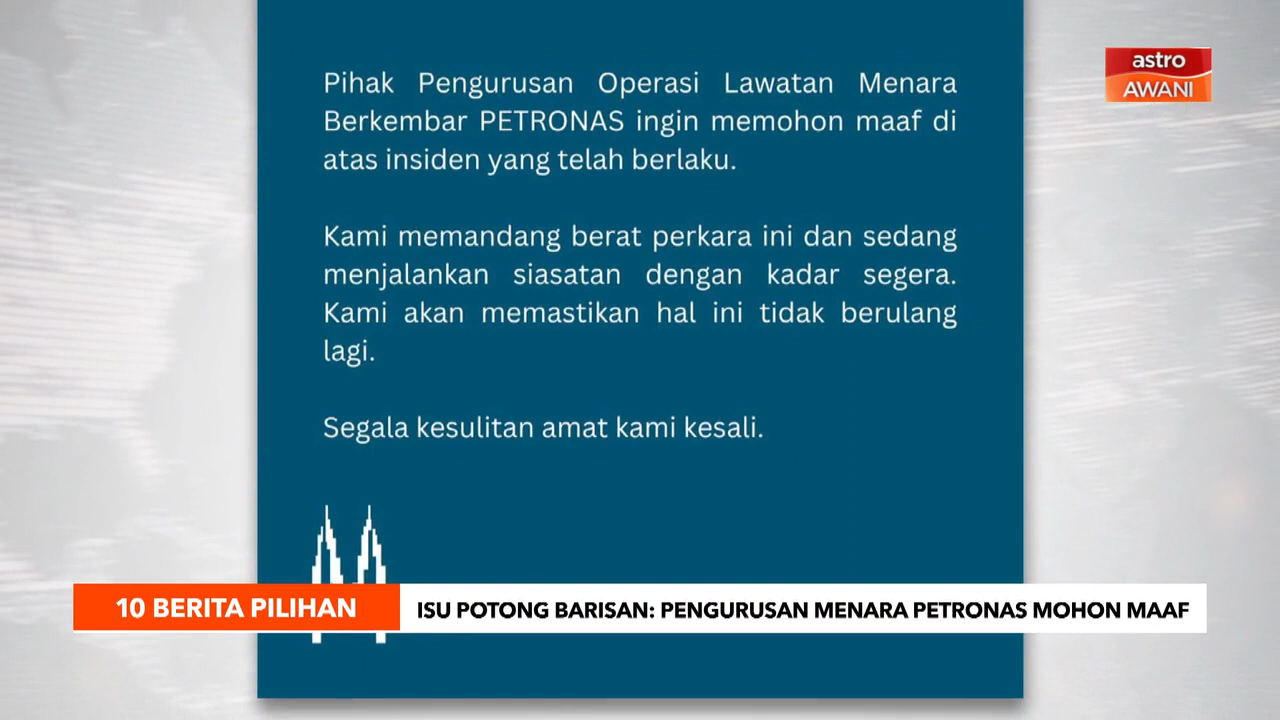 astro
AWANI
Pihak Pengurusan Operasi Lawatan Menara
Berkembar PETRONAS ingin memohon maaf di
atas insiden yang telah berlaku.
Kami memandang berat perkara ini dan sedang
menjalankan siasatan dengan kadar segera.
Kami akan memastikan hal ini tidak berulang
lagi.
Segala kesulitan amat kami kesali.
10 BERITA PILIHAN
ISU POTONG BARISAN: PENGURUSAN MENARA PETRONAS MOHON MAAF